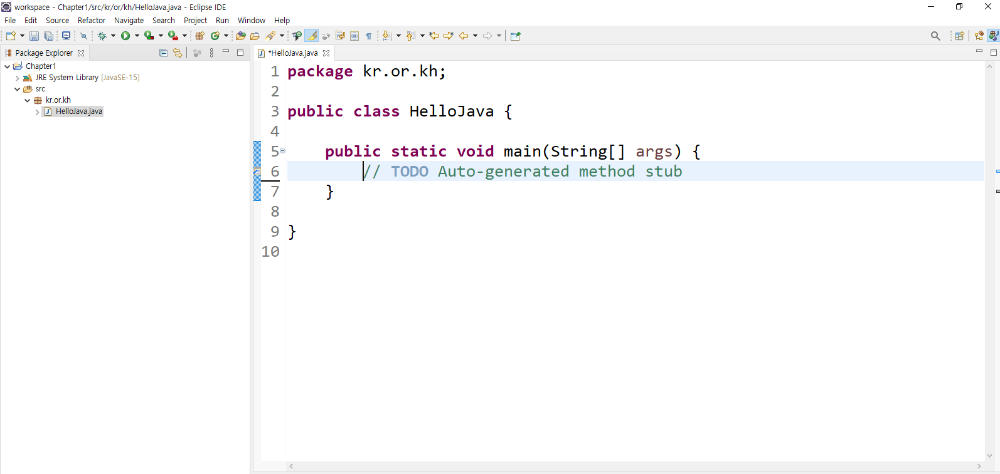 workspace - Chapter1/src/kr/or/kh/HelloJava.java - Eclipse IDE
File Edit Source Refactor Navigate Search Project Run Window Help
Package Explorer
Chapter1
JRE System Library [JavaSE-15]
src
kr.or.kh
HelloJava.java
*HelloJava.java
1 package kr.or.kh;
2
3 public class HelloJava {
4
5 public static void main(String[] args) {
6 // TODO Auto-generated method stub
7 }
8
9 }
10